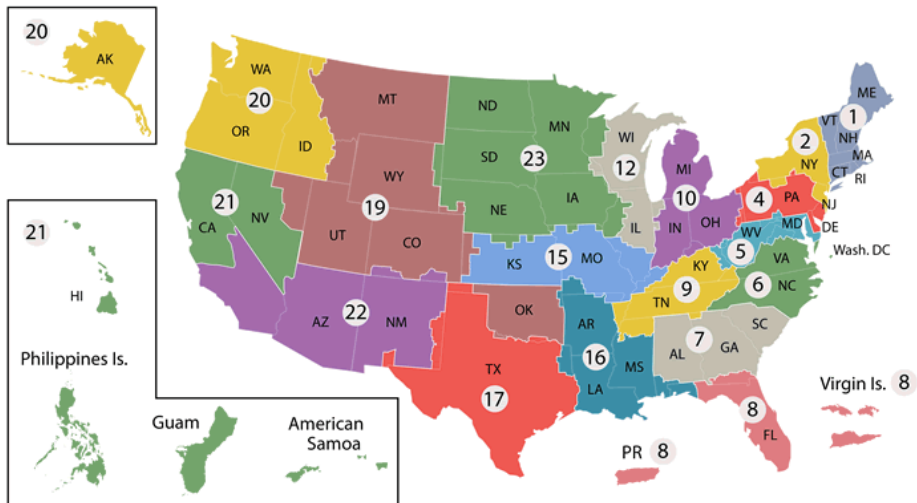 20
AK
21
HI
Philippines Is.
Guam
American
Samoa
WA
20
OR
ID
MT
WY
19
UT
CO
21
CA
NV
22
AZ
NM
ND
MN
SD
23
NE
IA
WI
12
IL
MI
10
IN
OH
15
KS
MO
OK
TX
17
AR
16
MS
LA
KY
9
TN
7
AL
GA
SC
VA
6
NC
WV
MD
5
4
PA
DE
NJ
Wash. DC
2
NY
ME
VT
1
NH
MA
CT
RI
8
FL
PR 8
Virgin Is. 8